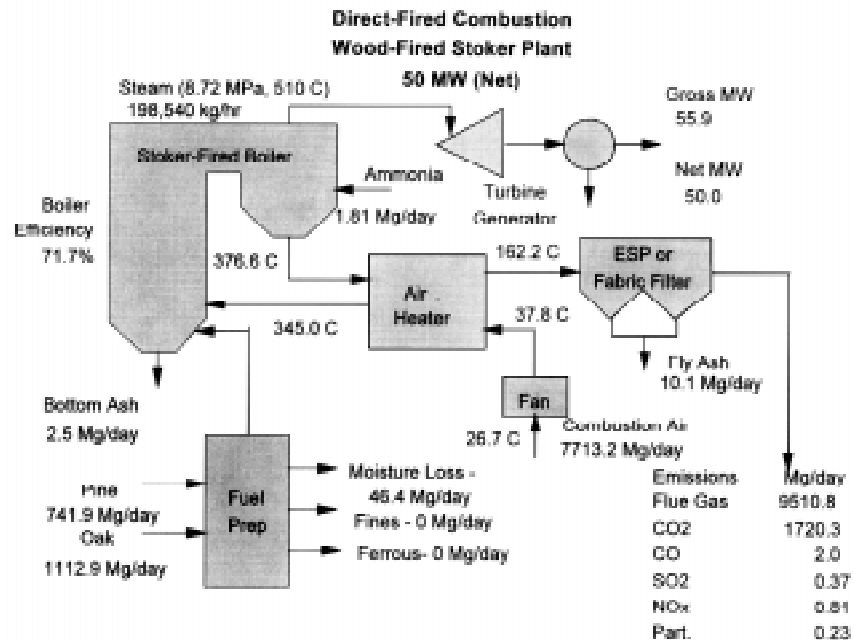 Direct-Fired Combustion
Wood-Fired Stoker Plant
50 MW (Net)
Steam (8.72 MPa, 510 C)
198,540 kg/hr
Gross MW
55.9
Stoker-Fired Boiler
Ammonia
Net MW
50.0
Turbine
Generator
1.81 Mg/day
Boiler
Efficiency
71.7%
376.6 C
162.2 C
ESP or
Fabric Filter
Air
Heater
37.8 C
345.0 C
Fly Ash
10.1 Mg/day
Bottom Ash
2.5 Mg/day
Fan
26.7 C
Combustion Air
7713.2 Mg/day
Pine
741.9 Mg/day
Oak
1112.9 Mg/day
Fuel
Prep
Moisture Loss -
46.4 Mg/day
Fines - 0 Mg/day
Ferrous- 0 Mg/day
Emissions Mg/day
Flue Gas 9510.8
CO2 1720.3
CO 2.0
SO2 0.37
NOx 0.81
Part. 0.23